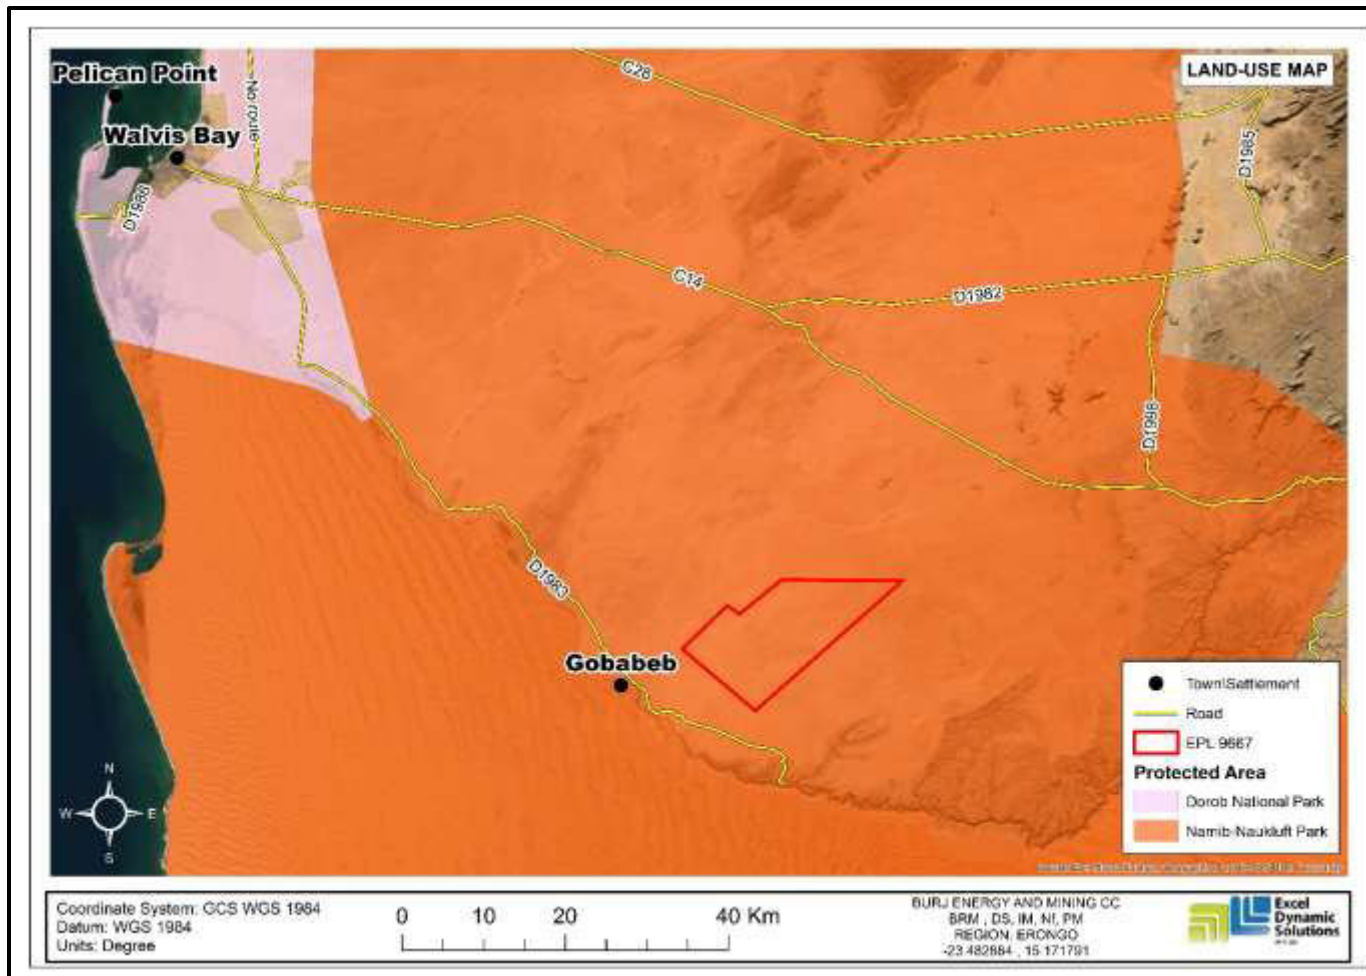 LAND-USE MAP
Pelican Point
Walvis Bay
No route
C28
D1985
D1986
C14
D1982
D1998
D1983
Gobabeb
Town\Settlement
Road
EPL 9667
Protected Area
Dorob National Park
Namib-Naukluft Park
N
W E
S
Coordinate System: GCS WGS 1984
Datum: WGS 1984
Units: Degree
0 10 20 40 Km
BURJ ENERGY AND MINING CC
BRM , DS, IM, NF, PM
REGION, ERONGO
-23.482884 , 15.171791
Excel
Dynamic
Solutions